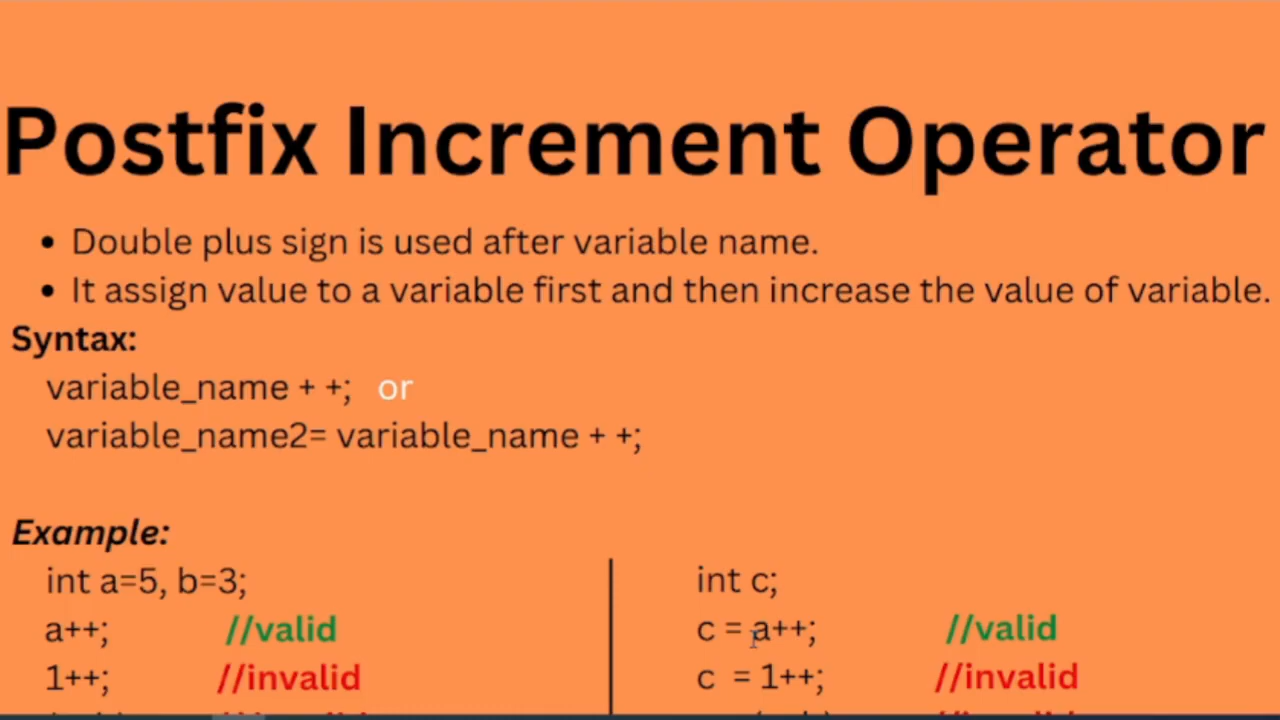 Postfix Increment Operator
• Double plus sign is used after variable name.
• It assign value to a variable first and then increase the value of variable.
Syntax:
variable_name + +; or
variable_name2= variable_name + +;
Example:
int a=5, b=3;
a++; //valid
1++; //invalid
int c;
c = a++; //valid
c = 1++; //invalid